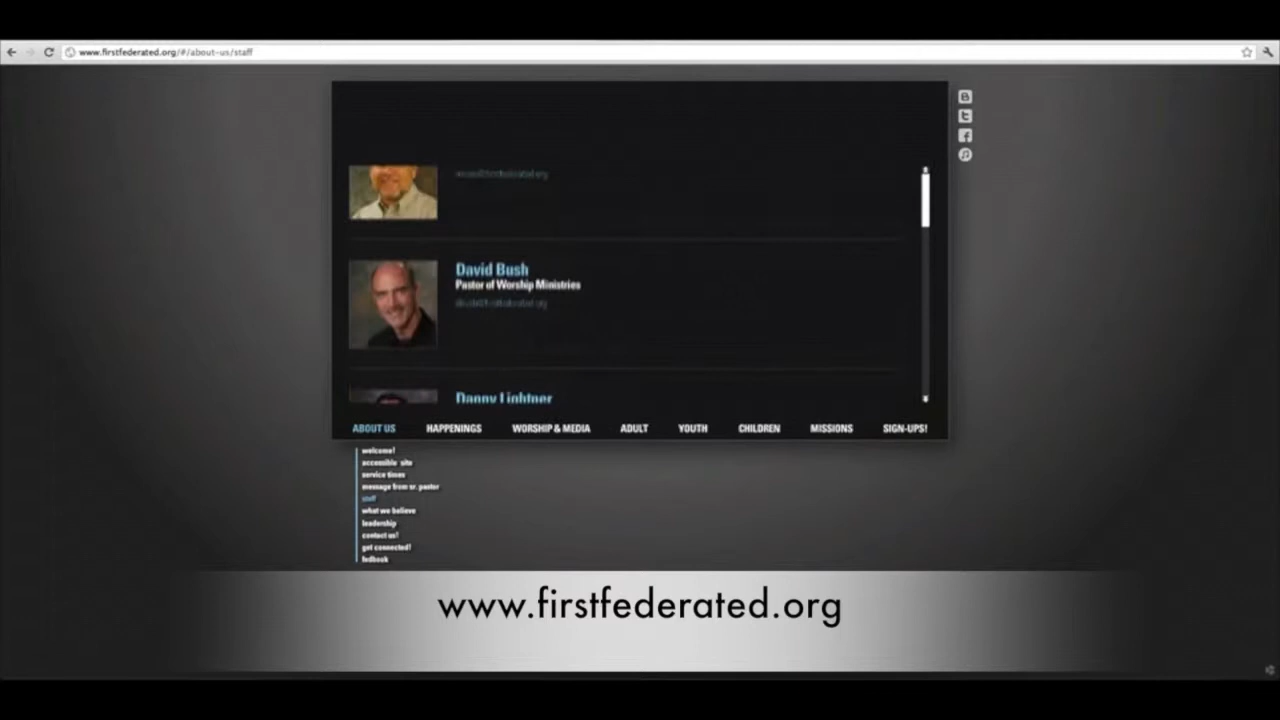 www.firstfederated.org/#/about-us/staff
David Bush
Pastor of Worship Ministries
Danny Lightner
ABOUT US HAPPENINGS WORSHIP & MEDIA ADULT YOUTH CHILDREN MISSIONS SIGN-UPS!
welcome!
accessible site
service times
message from sr. pastor
staff
what we believe
leadership
contact us!
get connected!
fedbook
www.firstfederated.org